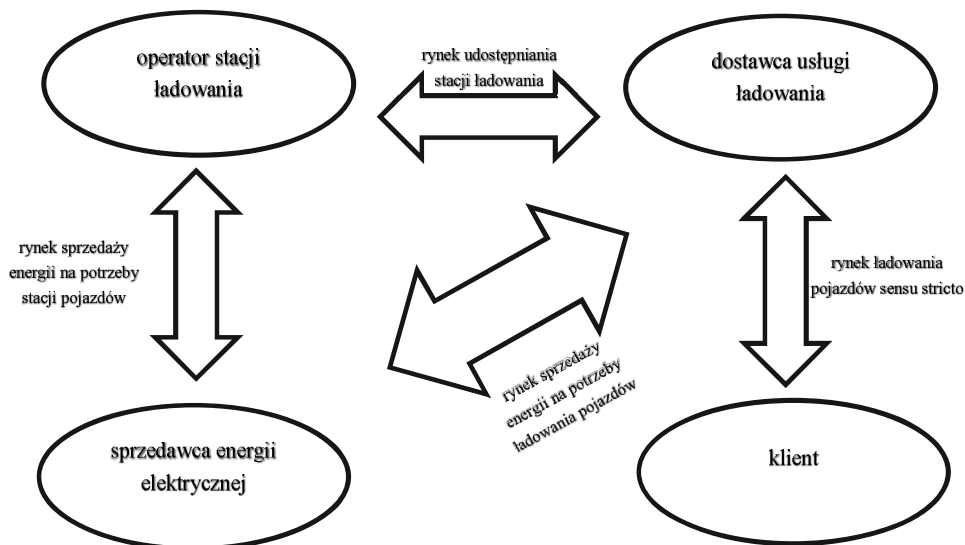 operator stacji
ładowania
rynek udostępniania
stacji ładowania
dostawca usługi
ładowania
rynek sprzedaży
energii na potrzeby
stacji pojazdów
rynek ładowania
pojazdów sensu stricto
rynek sprzedaży
energii na potrzeby
ładowania pojazdów
sprzedawca energii
elektrycznej
klient